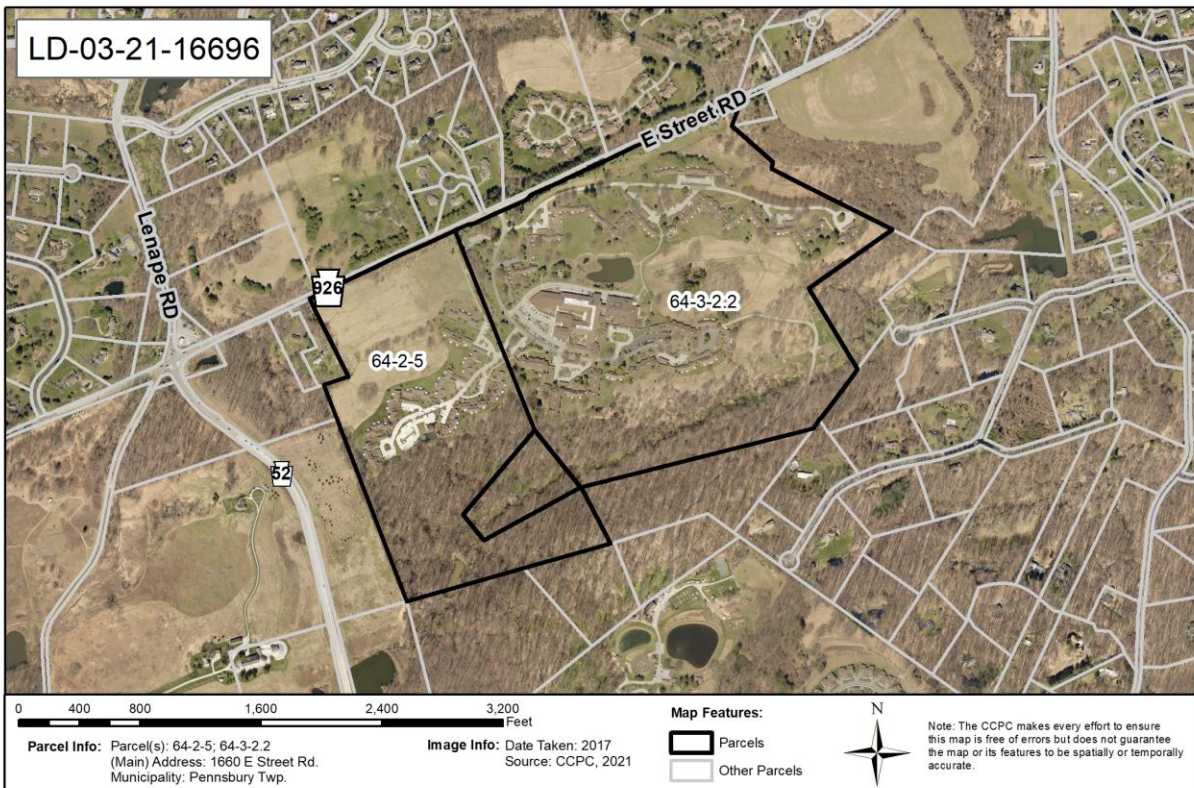 LD-03-21-16696
E Street RD
Lenape RD
926
64-3-2.2
64-2-5
52
0 400 800 1,600 2,400 3,200
Feet
Parcel Info: Parcel(s): 64-2-5; 64-3-2.2
(Main) Address: 1660 E Street Rd.
Municipality: Pennsbury Twp.
Image Info: Date Taken: 2017
Source: CCPC, 2021
Map Features:
Parcels
Other Parcels
N
Note: The CCPC makes every effort to ensure
this map is free of errors but does not guarantee
the map or its features to be spatially or temporally
accurate.